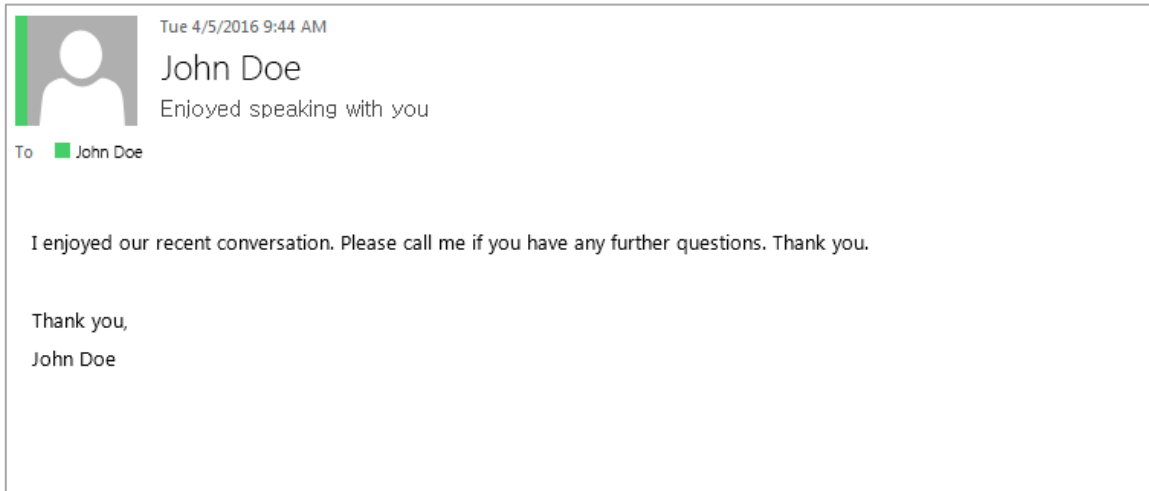 Tue 4/5/2016 9:44 AM
John Doe
Enjoyed speaking with you
To John Doe
I enjoyed our recent conversation. Please call me if you have any further questions. Thank you.
Thank you,
John Doe